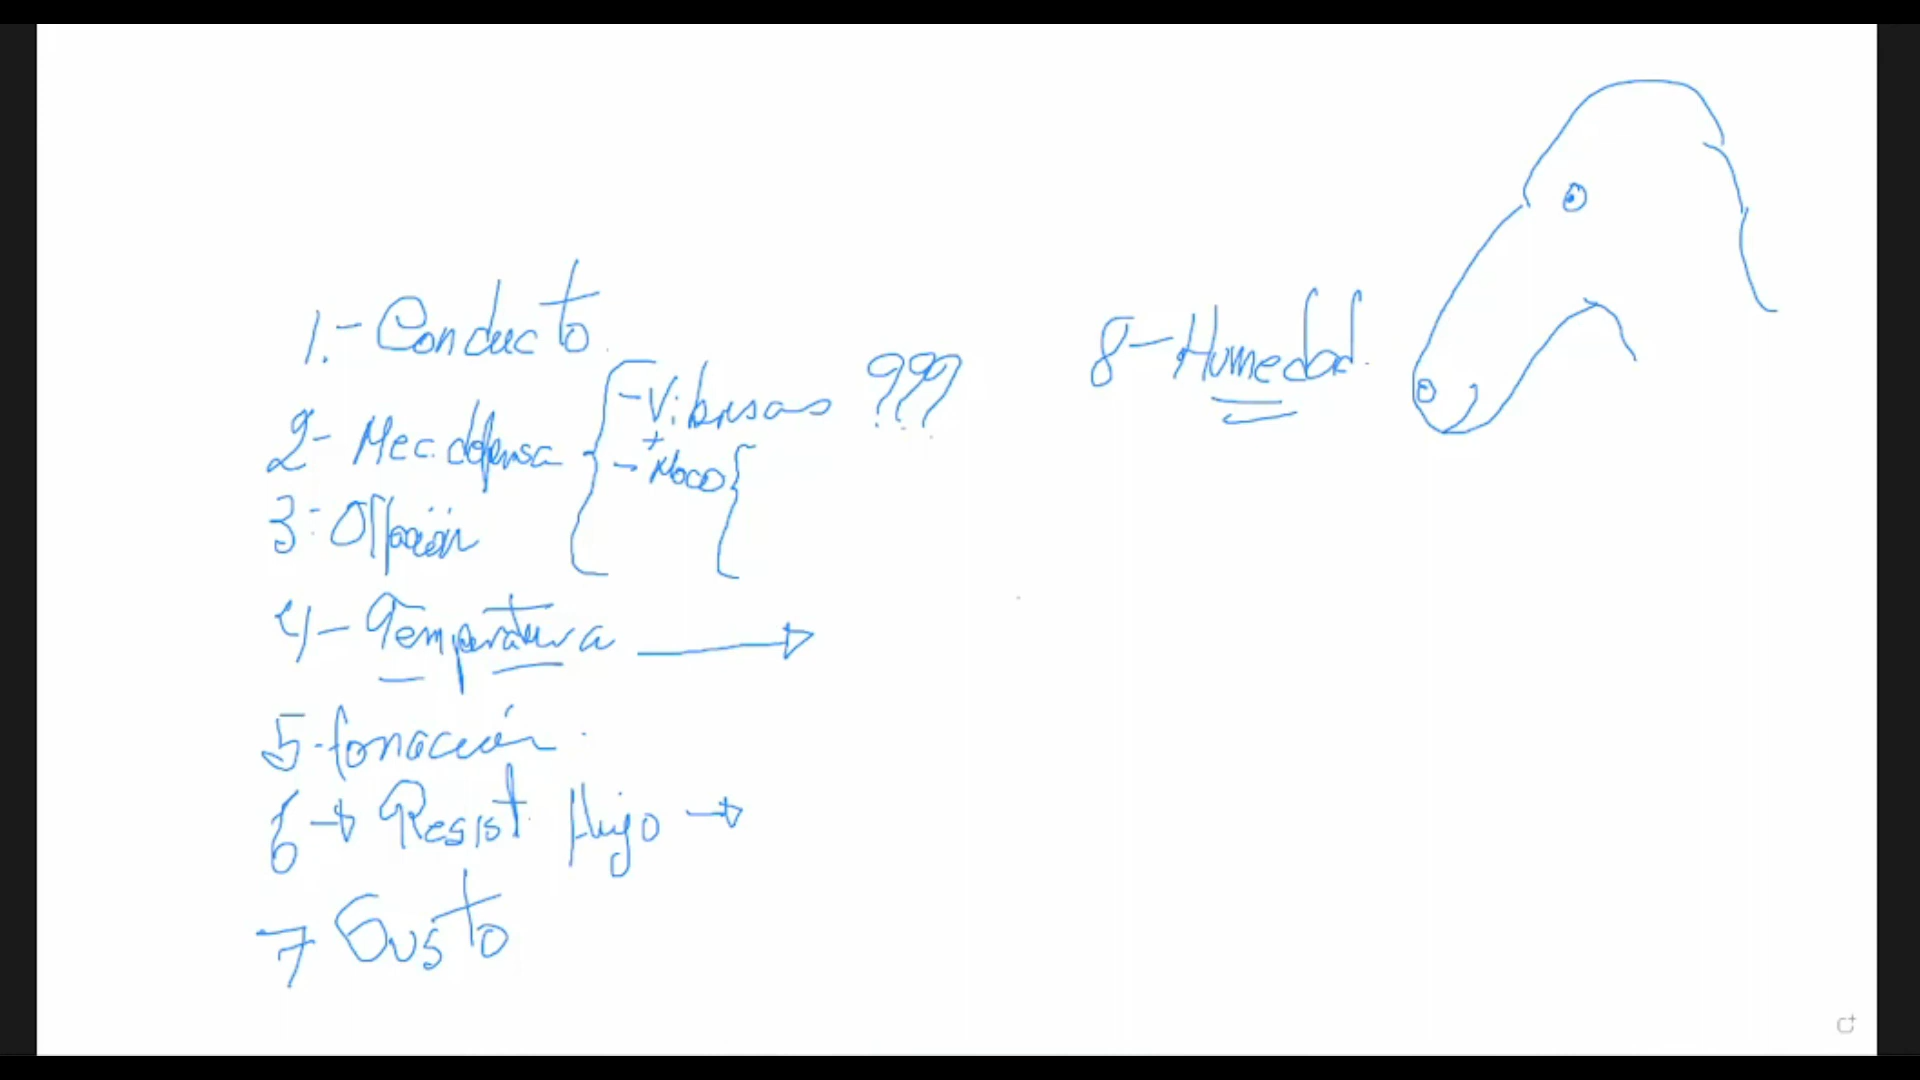 1.- Conducto
2- Mec. defensa { - Vibrisas ???
+
- Moco {
3- Olfación
4- Temperatura →
5- fonación
6 → Resist flujo →
7 Gusto
8- Humedad.